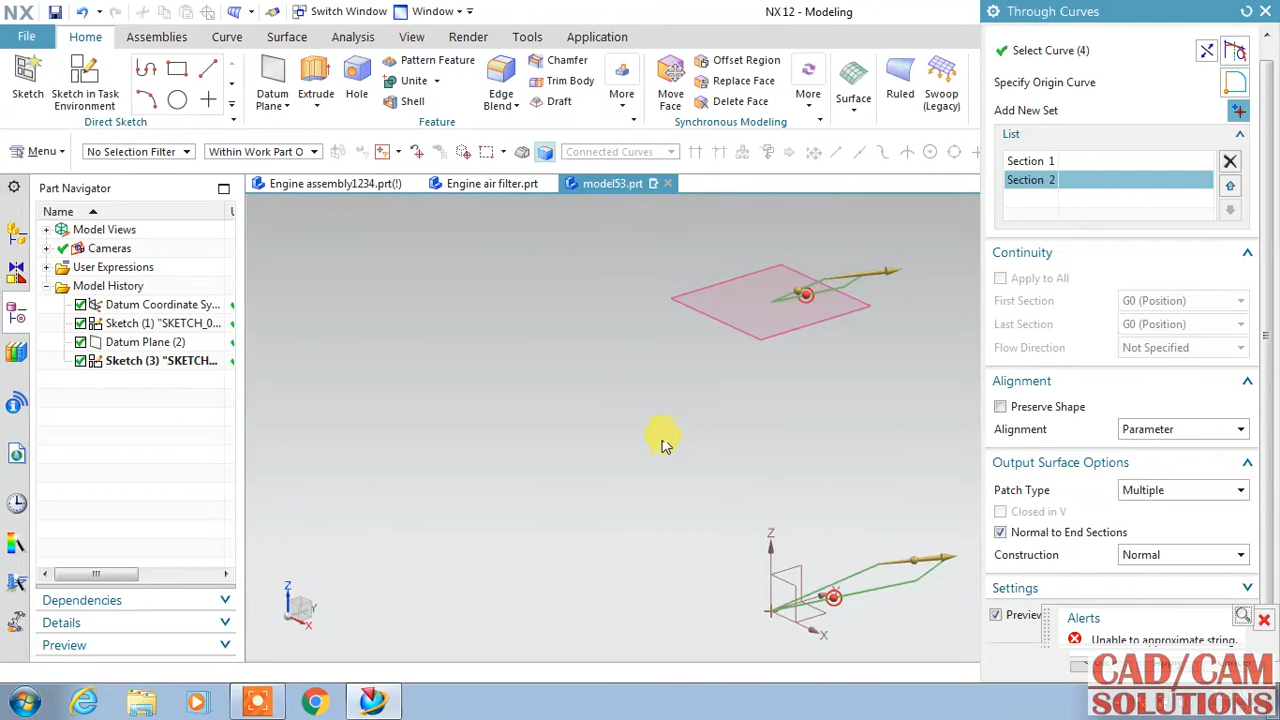 NX
Switch Window
Window
NX 12 - Modeling
Through Curves
File
Home
Assemblies
Curve
Surface
Analysis
View
Render
Tools
Application
Sketch
Sketch in Task
Environment
Direct Sketch
Datum
Plane
Extrude
Hole
Pattern Feature
Unite
Shell
Edge
Blend
Chamfer
Trim Body
Draft
More
Feature
Move
Face
Offset Region
Replace Face
Delete Face
More
Synchronous Modeling
Surface
Ruled
Swoop
(Legacy)
Menu
No Selection Filter
Within Work Part O
Connected Curves
Engine assembly1234.prt(!)
Engine air filter.prt
model53.prt
Part Navigator
Name
U
Model Views
Cameras
User Expressions
Model History
Datum Coordinate Sy...
Sketch (1) "SKETCH_0...
Datum Plane (2)
Sketch (3) "SKETCH...
Dependencies
Details
Preview
Z
Y
X
Z
X
Select Curve (4)
Specify Origin Curve
Add New Set
List
Section 1
Section 2
Continuity
Apply to All
First Section
G0 (Position)
Last Section
G0 (Position)
Flow Direction
Not Specified
Alignment
Preserve Shape
Alignment
Parameter
Output Surface Options
Patch Type
Multiple
Closed in V
Normal to End Sections
Construction
Normal
Settings
Preview
Alerts
Unable to approximate string.
CAD/CAM
SOLUTIONS